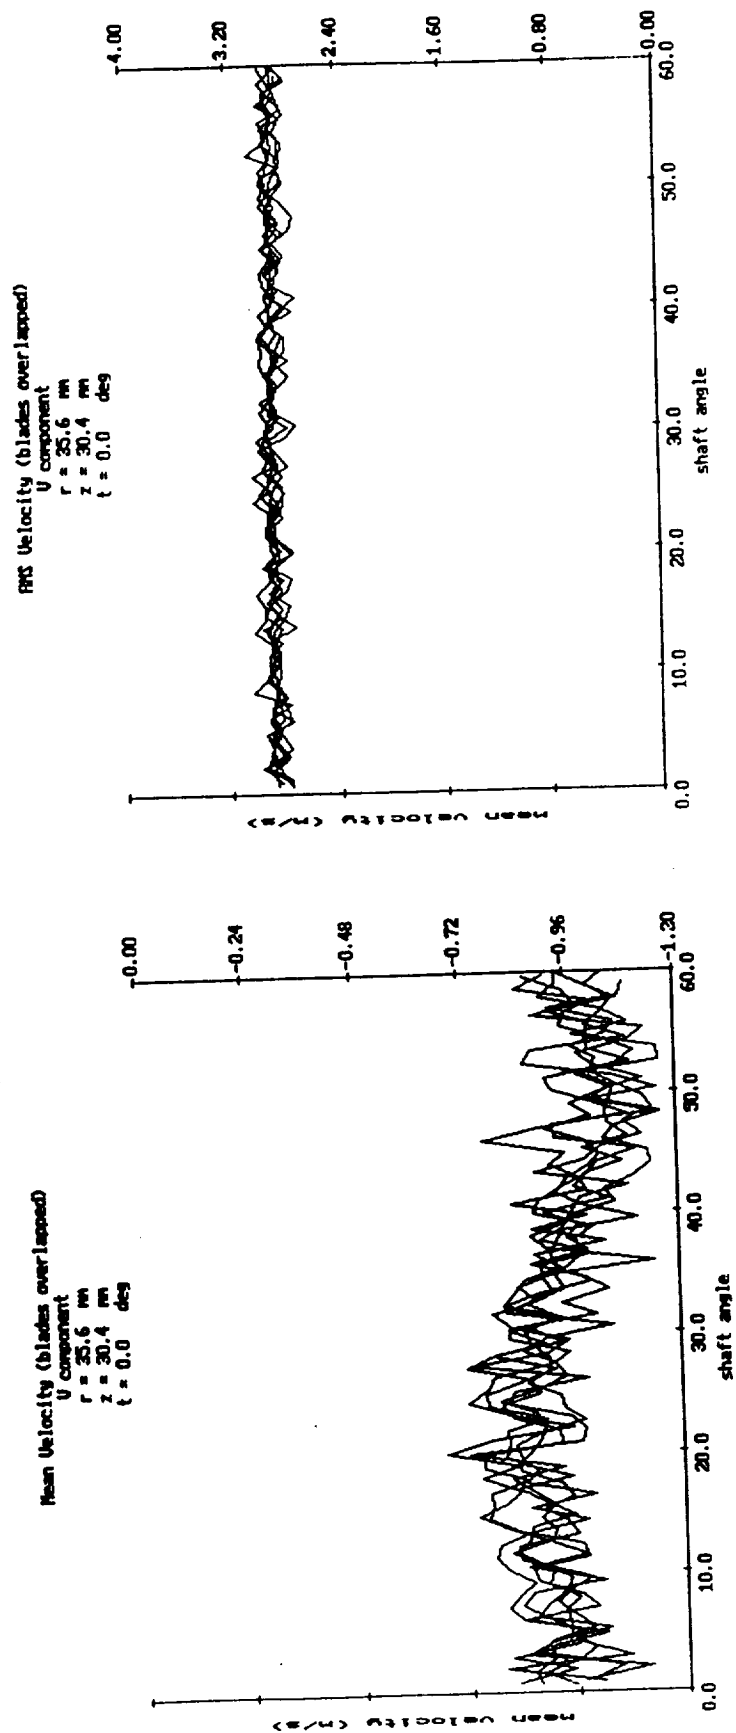 Mean Velocity (blades overlapped)
U component
r = 35.6 mm
z = 30.4 mm
t = 0.0 deg
-0.00
-0.24
-0.48
-0.72
-0.96
-1.20
Mean Velocity (M/s)
0.0 10.0 20.0 30.0 40.0 50.0 60.0
shaft angle
RMS Velocity (blades overlapped)
U component
r = 35.6 mm
z = 30.4 mm
t = 0.0 deg
4.00
3.20
2.40
1.60
0.80
0.00
Mean Velocity (M/s)
0.0 10.0 20.0 30.0 40.0 50.0 60.0
shaft angle